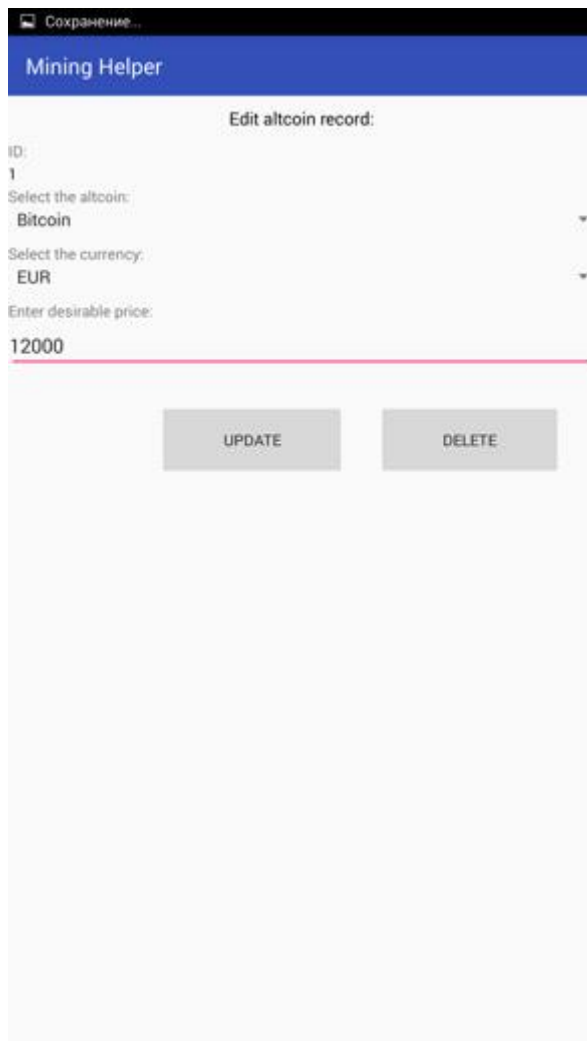 Сохранение...
Mining Helper
Edit altcoin record:
ID:
1
Select the altcoin:
Bitcoin
Select the currency:
EUR
Enter desirable price:
12000
UPDATE DELETE